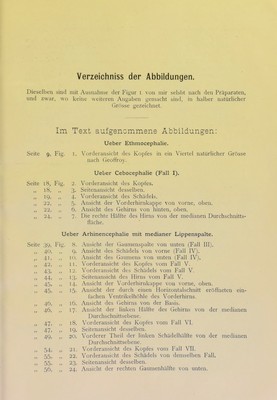 Verzeichniss der Abbildungen.
Dieselben sind mit Ausnahme der Figur 1. von mir selbst nach den Präparaten,
und zwar, wo keine weiteren Angaben gemacht sind, in halber natürlicher
Grösse gezeichnet.
Im Text aufgenommene Abbildungen:
Ueber Ethmocephalie.
Seite 9, Fig. 1. Vorderansicht des Kopfes in ein Viertel natürlicher Grösse
nach Geoffroy.
Ueber Cebocephalie (Fall I).
Seite 18, Fig. 2. Vorderansicht des Kopfes.
„ 18, „ 3. Seitenansicht desselben.
„ 19, „ 4. Vorderansicht des Schädels.
„ 22, „ 5. Ansicht der Vorderhirnkappe von vorne, oben.
„ 22, „ 6. Ansicht des Gehirns von hinten, oben.
„ 24, „ 7. Die rechte Hälfte des Hirns von der medianen Durchschnitts-
fläche.
Ueber Arhinencephalie mit medianer Lippenspalte.
Seite 39, Fig. 8. Ansicht der Gaumenspalte von unten (Fall III).
„ 40, „ 9. Ansicht des Schädels von vorne (Fall IV).
„ 41, „ 10. Ansicht des Gaumens von unten (Fall IV).
„ 42, „ 11. Vorderansicht des Kopfes vom Fall V.
„ 43, „ 12. Vorderansicht des Schädels vom Fall V.
„ 44, „ 13. Seitenansicht des Hirns vom Fall V.
„ 45, „ 14. Ansicht der Vorderhirnkappe von vorne, oben.
„ 45, „ 15. Ansicht der durch einen Horizontalschnitt eröffneten ein-
fachen Ventrikelhöhle des Vorderhirns.
„ 46, „ 16. Ansicht des Gehirns von der Basis.
„ 46, „ 17. Ansicht der linken Hälfte des Gehirns von der medianen
Durchschnittsebene.
„ 47, „ 18. Vorderansicht des Kopfes vom Fall VI.
„ 47, „ 19. Seitenansicht desselben.
„ 49, „ 20. Vorderer Theil der linken Schädelhälfte von der medianen
Durchschnittsebene.
„ 54, „ 21. Vorderansicht des Kopfes vom Fall VII.
„ 55, „ 22. Vorderansicht des Schädels von demselben Fall.
„ 55, „ 23. Seitenansicht desselben.
„ 56, „ 24. Ansicht der rechten Gaumenhälfte von unten.